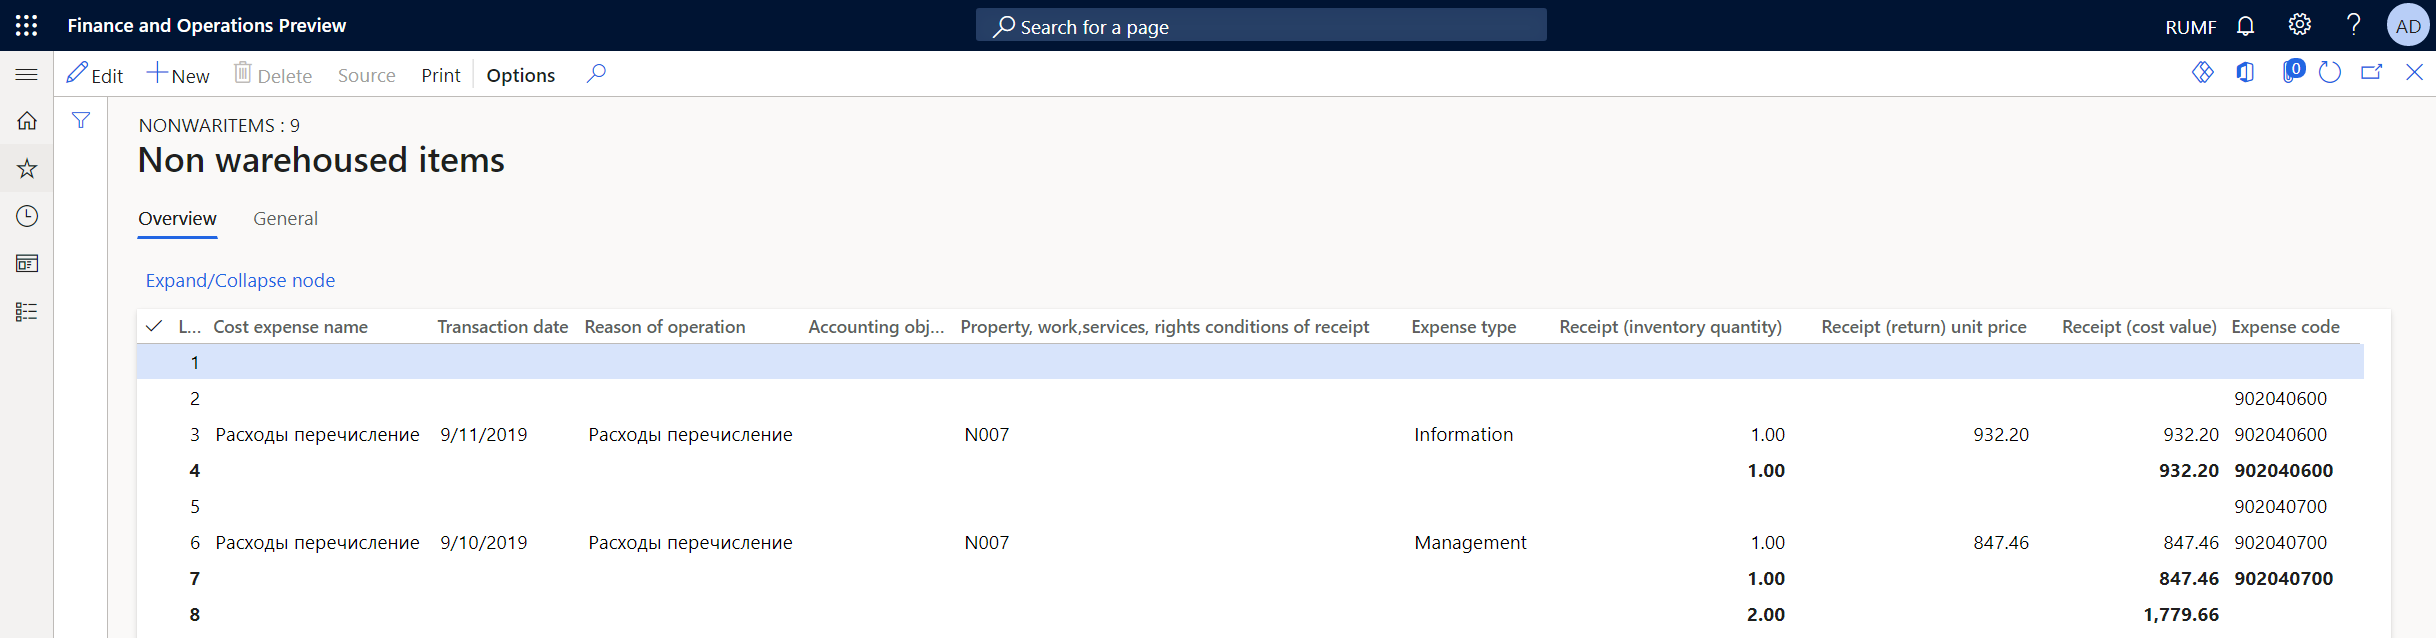 Finance and Operations Preview Search for a page RUMF ? AD
Edit New Delete Source Print Options 0
NONWARITEMS : 9
Non warehoused items
Overview General
Expand/Collapse node
L... Cost expense name Transaction date Reason of operation Accounting obj... Property, work,services, rights conditions of receipt Expense type Receipt (inventory quantity) Receipt (return) unit price Receipt (cost value) Expense code
1
2 902040600
3 Расходы перечисление 9/11/2019 Расходы перечисление N007 Information 1.00 932.20 932.20 902040600
4 1.00 932.20 902040600
5 902040700
6 Расходы перечисление 9/10/2019 Расходы перечисление N007 Management 1.00 847.46 847.46 902040700
7 1.00 847.46 902040700
8 2.00 1,779.66